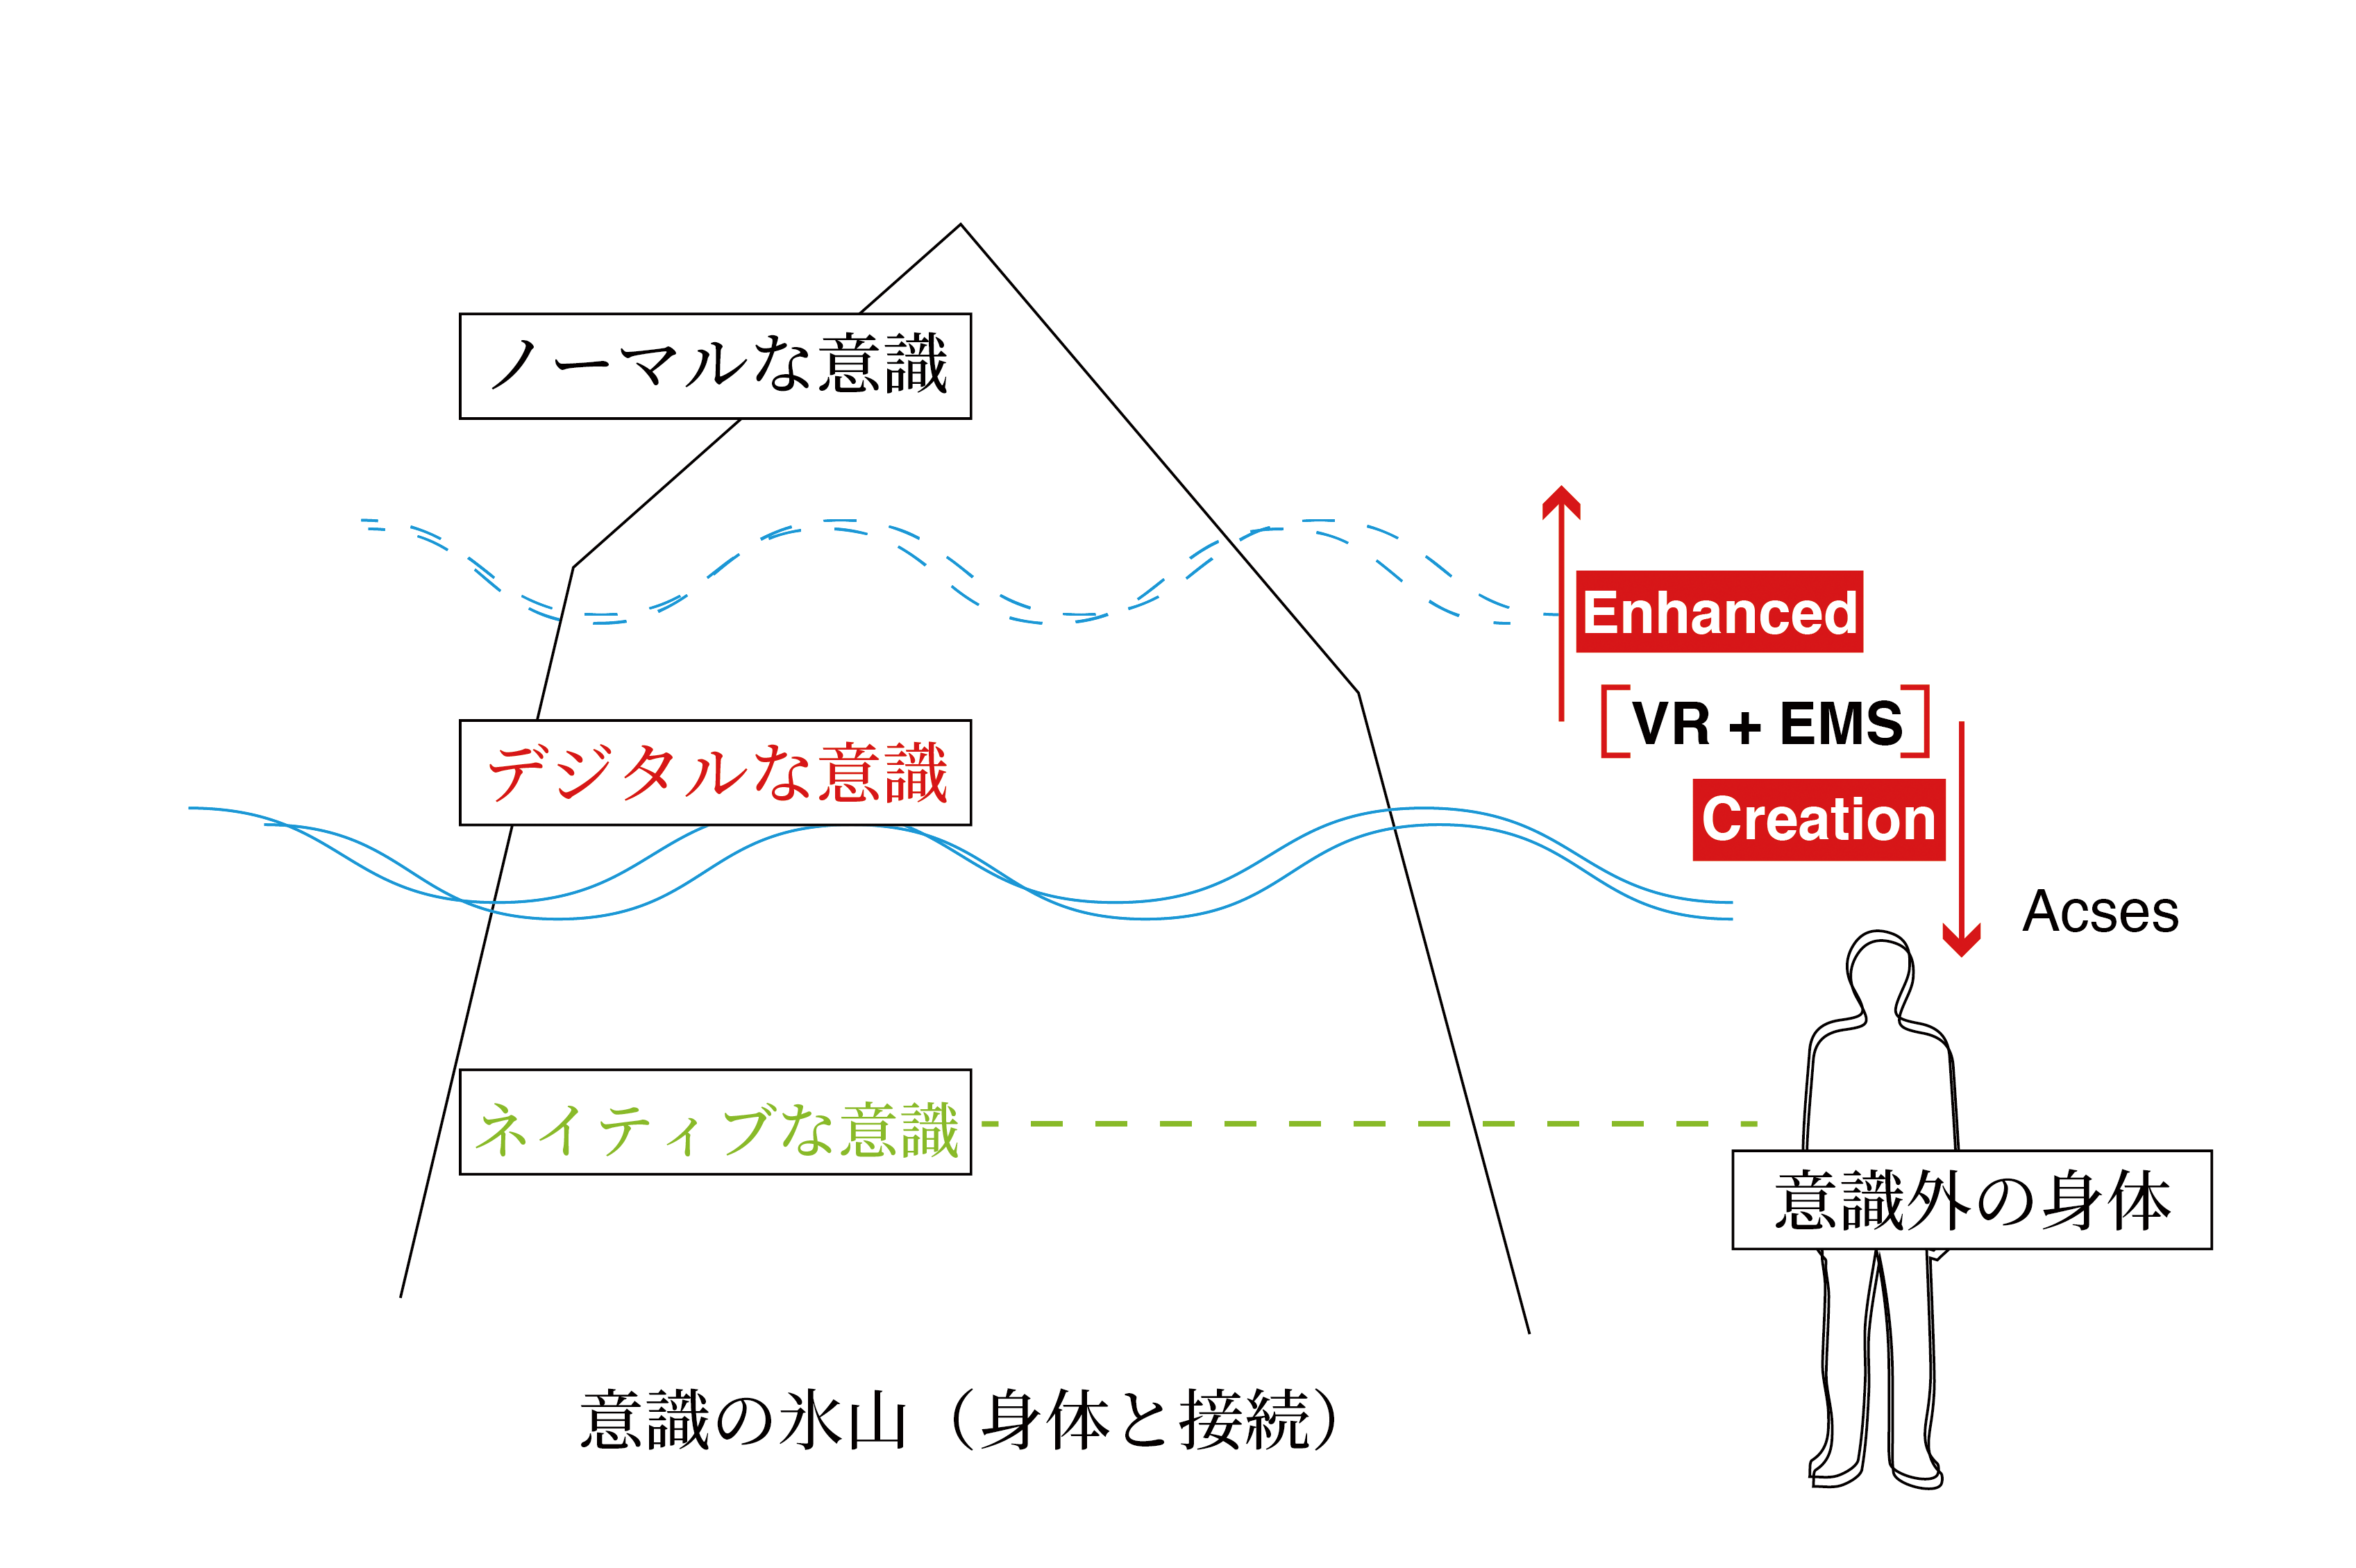 ノーマルな意識
Enhanced
VR + EMS
デジタルな意識
Creation
Acses
ネイティブな意識
意識外の身体
意識の氷山（身体と接続）